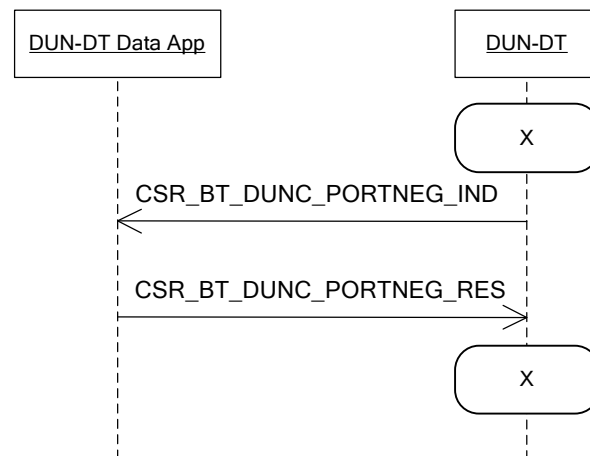 DUN-DT Data App
DUN-DT
X
CSR_BT_DUNC_PORTNEG_IND
CSR_BT_DUNC_PORTNEG_RES
X